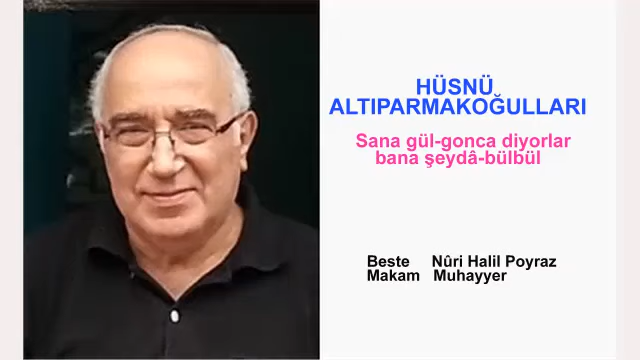 HÜSNÜ
ALTIPARMAKOĞULLARI
Sana gül-gonca diyorlar
bana şeydâ-bülbül
Beste Nûri Halil Poyraz
Makam Muhayyer